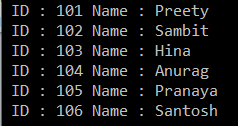 ID : 101 Name : Preety
ID : 102 Name : Sambit
ID : 103 Name : Hina
ID : 104 Name : Anurag
ID : 105 Name : Pranaya
ID : 106 Name : Santosh